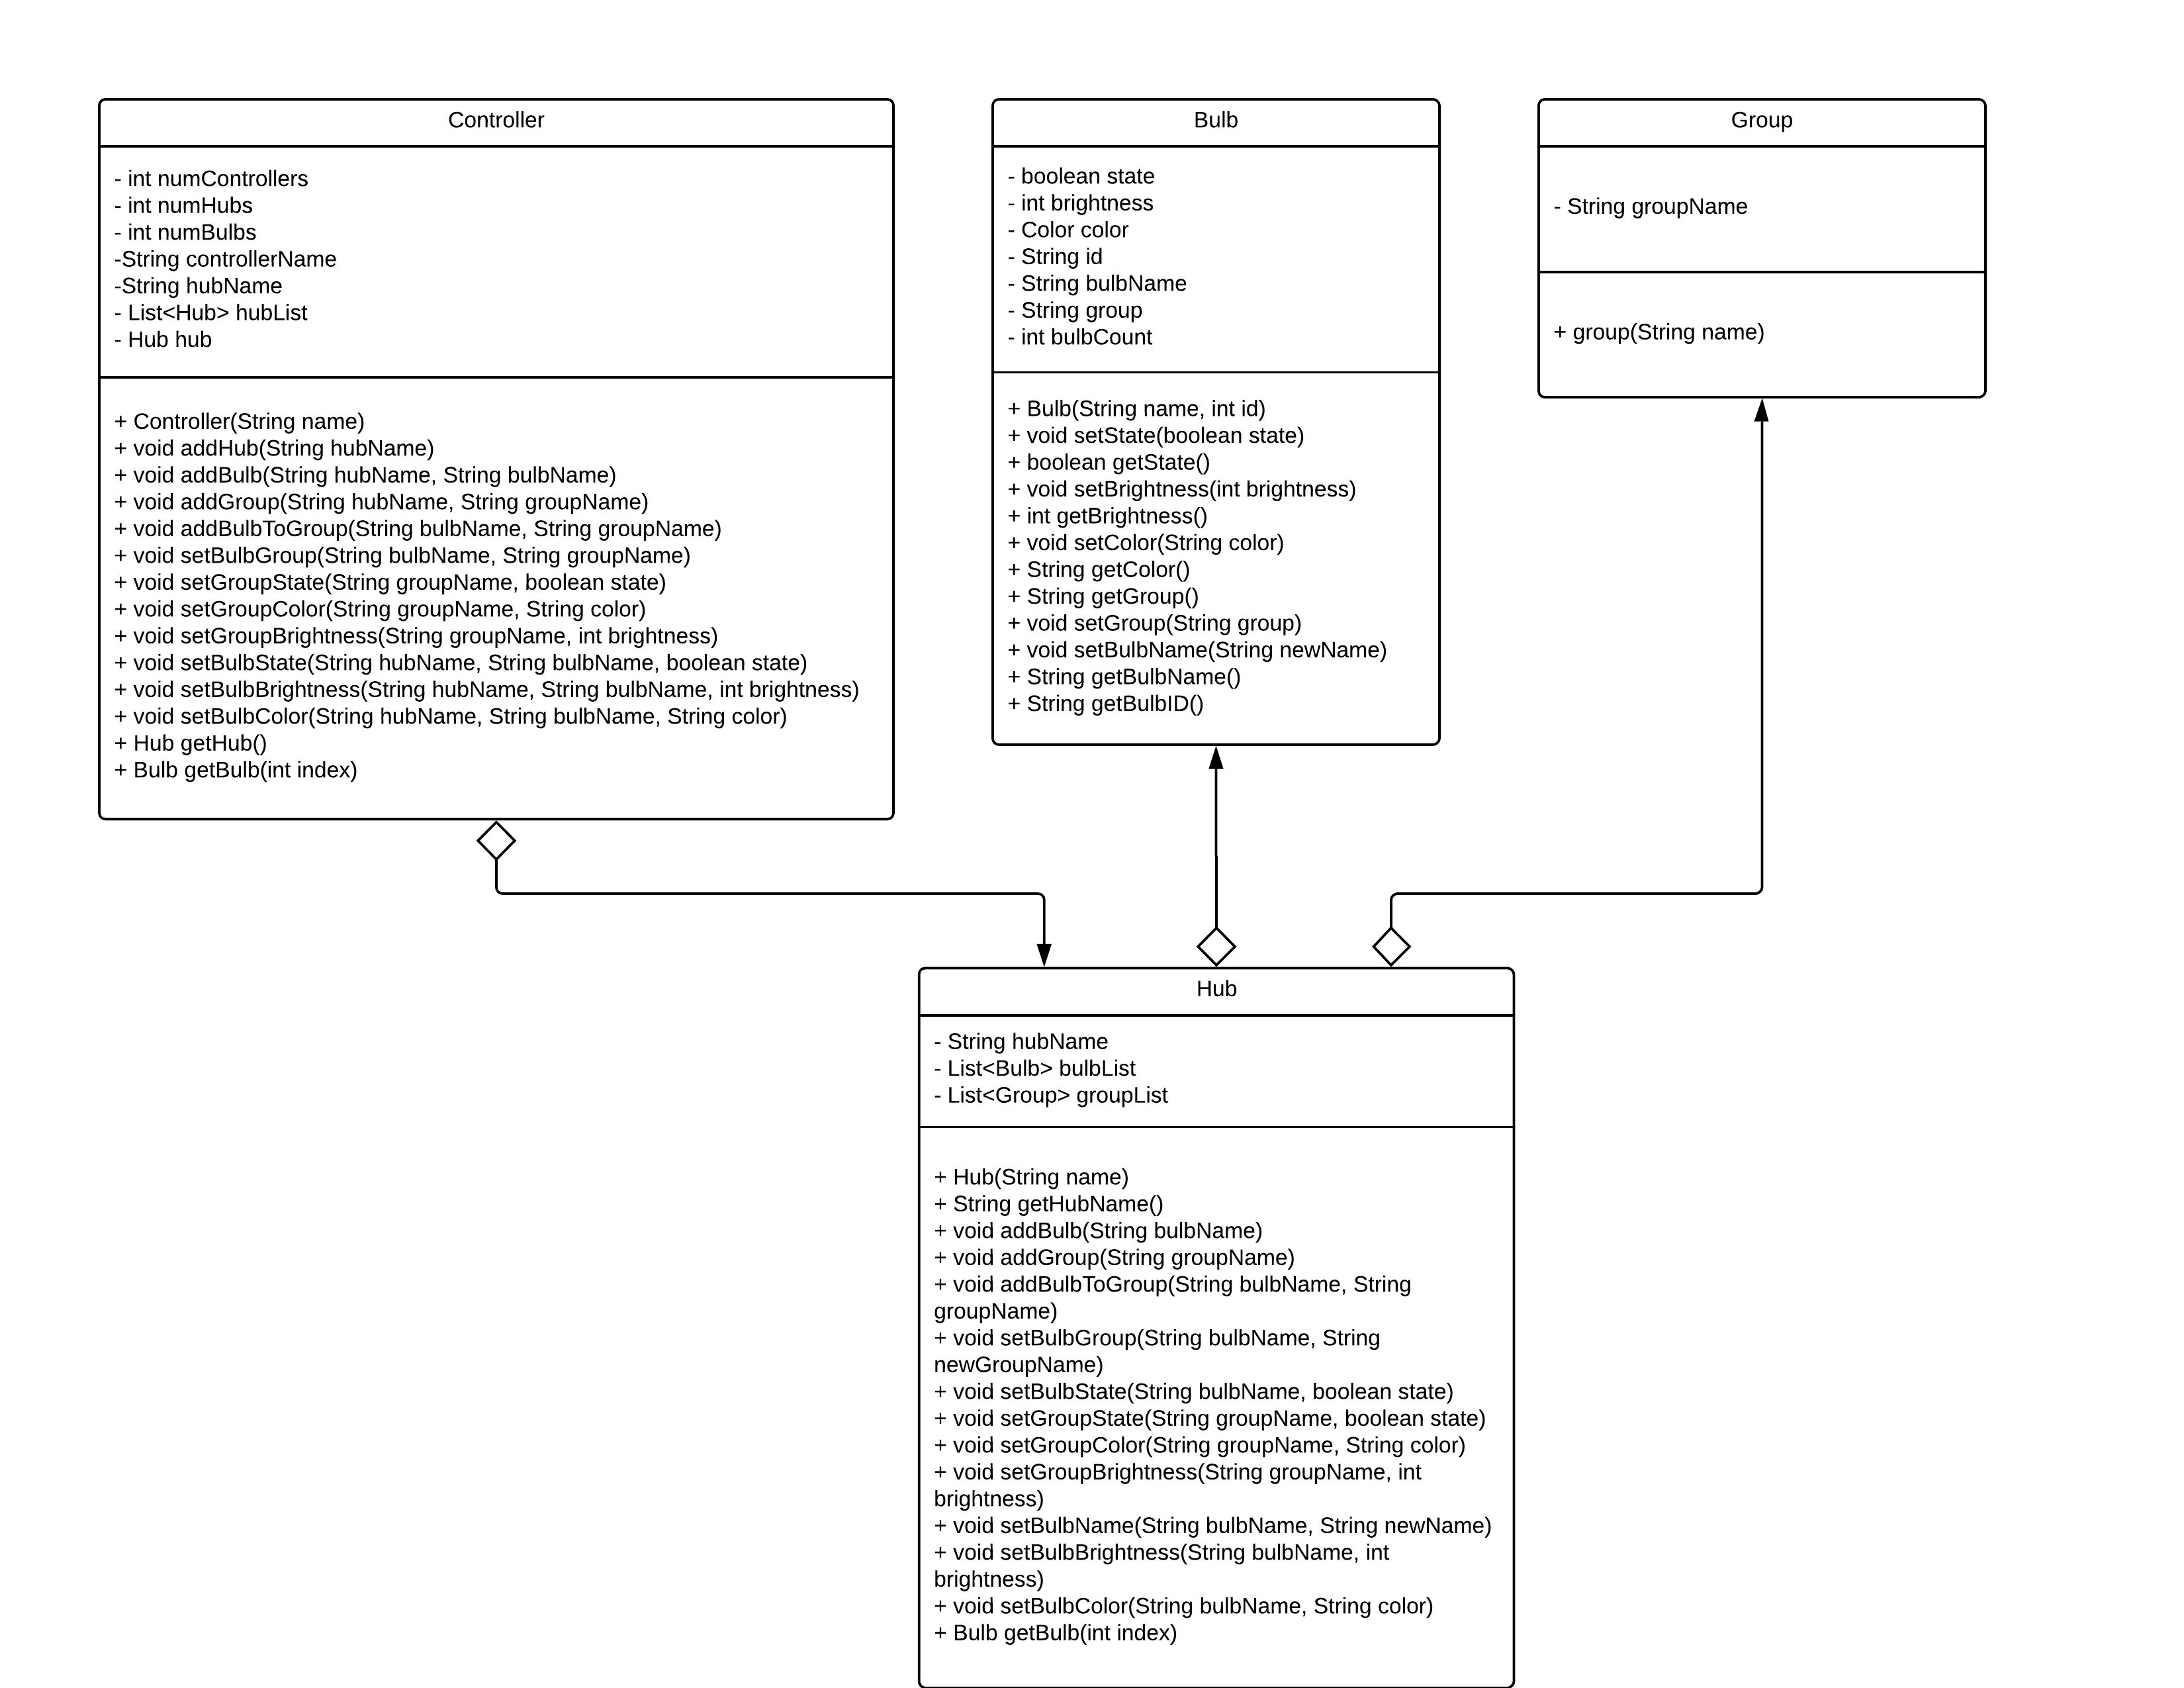 Controller
- int numControllers
- int numHubs
- int numBulbs
-String controllerName
-String hubName
- List<Hub> hubList
- Hub hub
+ Controller(String name)
+ void addHub(String hubName)
+ void addBulb(String hubName, String bulbName)
+ void addGroup(String hubName, String groupName)
+ void addBulbToGroup(String bulbName, String groupName)
+ void setBulbGroup(String bulbName, String groupName)
+ void setGroupState(String groupName, boolean state)
+ void setGroupColor(String groupName, String color)
+ void setGroupBrightness(String groupName, int brightness)
+ void setBulbState(String hubName, String bulbName, boolean state)
+ void setBulbBrightness(String hubName, String bulbName, int brightness)
+ void setBulbColor(String hubName, String bulbName, String color)
+ Hub getHub()
+ Bulb getBulb(int index)
Bulb
- boolean state
- int brightness
- Color color
- String id
- String bulbName
- String group
- int bulbCount
+ Bulb(String name, int id)
+ void setState(boolean state)
+ boolean getState()
+ void setBrightness(int brightness)
+ int getBrightness()
+ void setColor(String color)
+ String getColor()
+ String getGroup()
+ void setGroup(String group)
+ void setBulbName(String newName)
+ String getBulbName()
+ String getBulbID()
Group
- String groupName
+ group(String name)
Hub
- String hubName
- List<Bulb> bulbList
- List<Group> groupList
+ Hub(String name)
+ String getHubName()
+ void addBulb(String bulbName)
+ void addGroup(String groupName)
+ void addBulbToGroup(String bulbName, String
groupName)
+ void setBulbGroup(String bulbName, String
newGroupName)
+ void setBulbState(String bulbName, boolean state)
+ void setGroupState(String groupName, boolean state)
+ void setGroupColor(String groupName, String color)
+ void setGroupBrightness(String groupName, int
brightness)
+ void setBulbName(String bulbName, String newName)
+ void setBulbBrightness(String bulbName, int
brightness)
+ void setBulbColor(String bulbName, String color)
+ Bulb getBulb(int index)